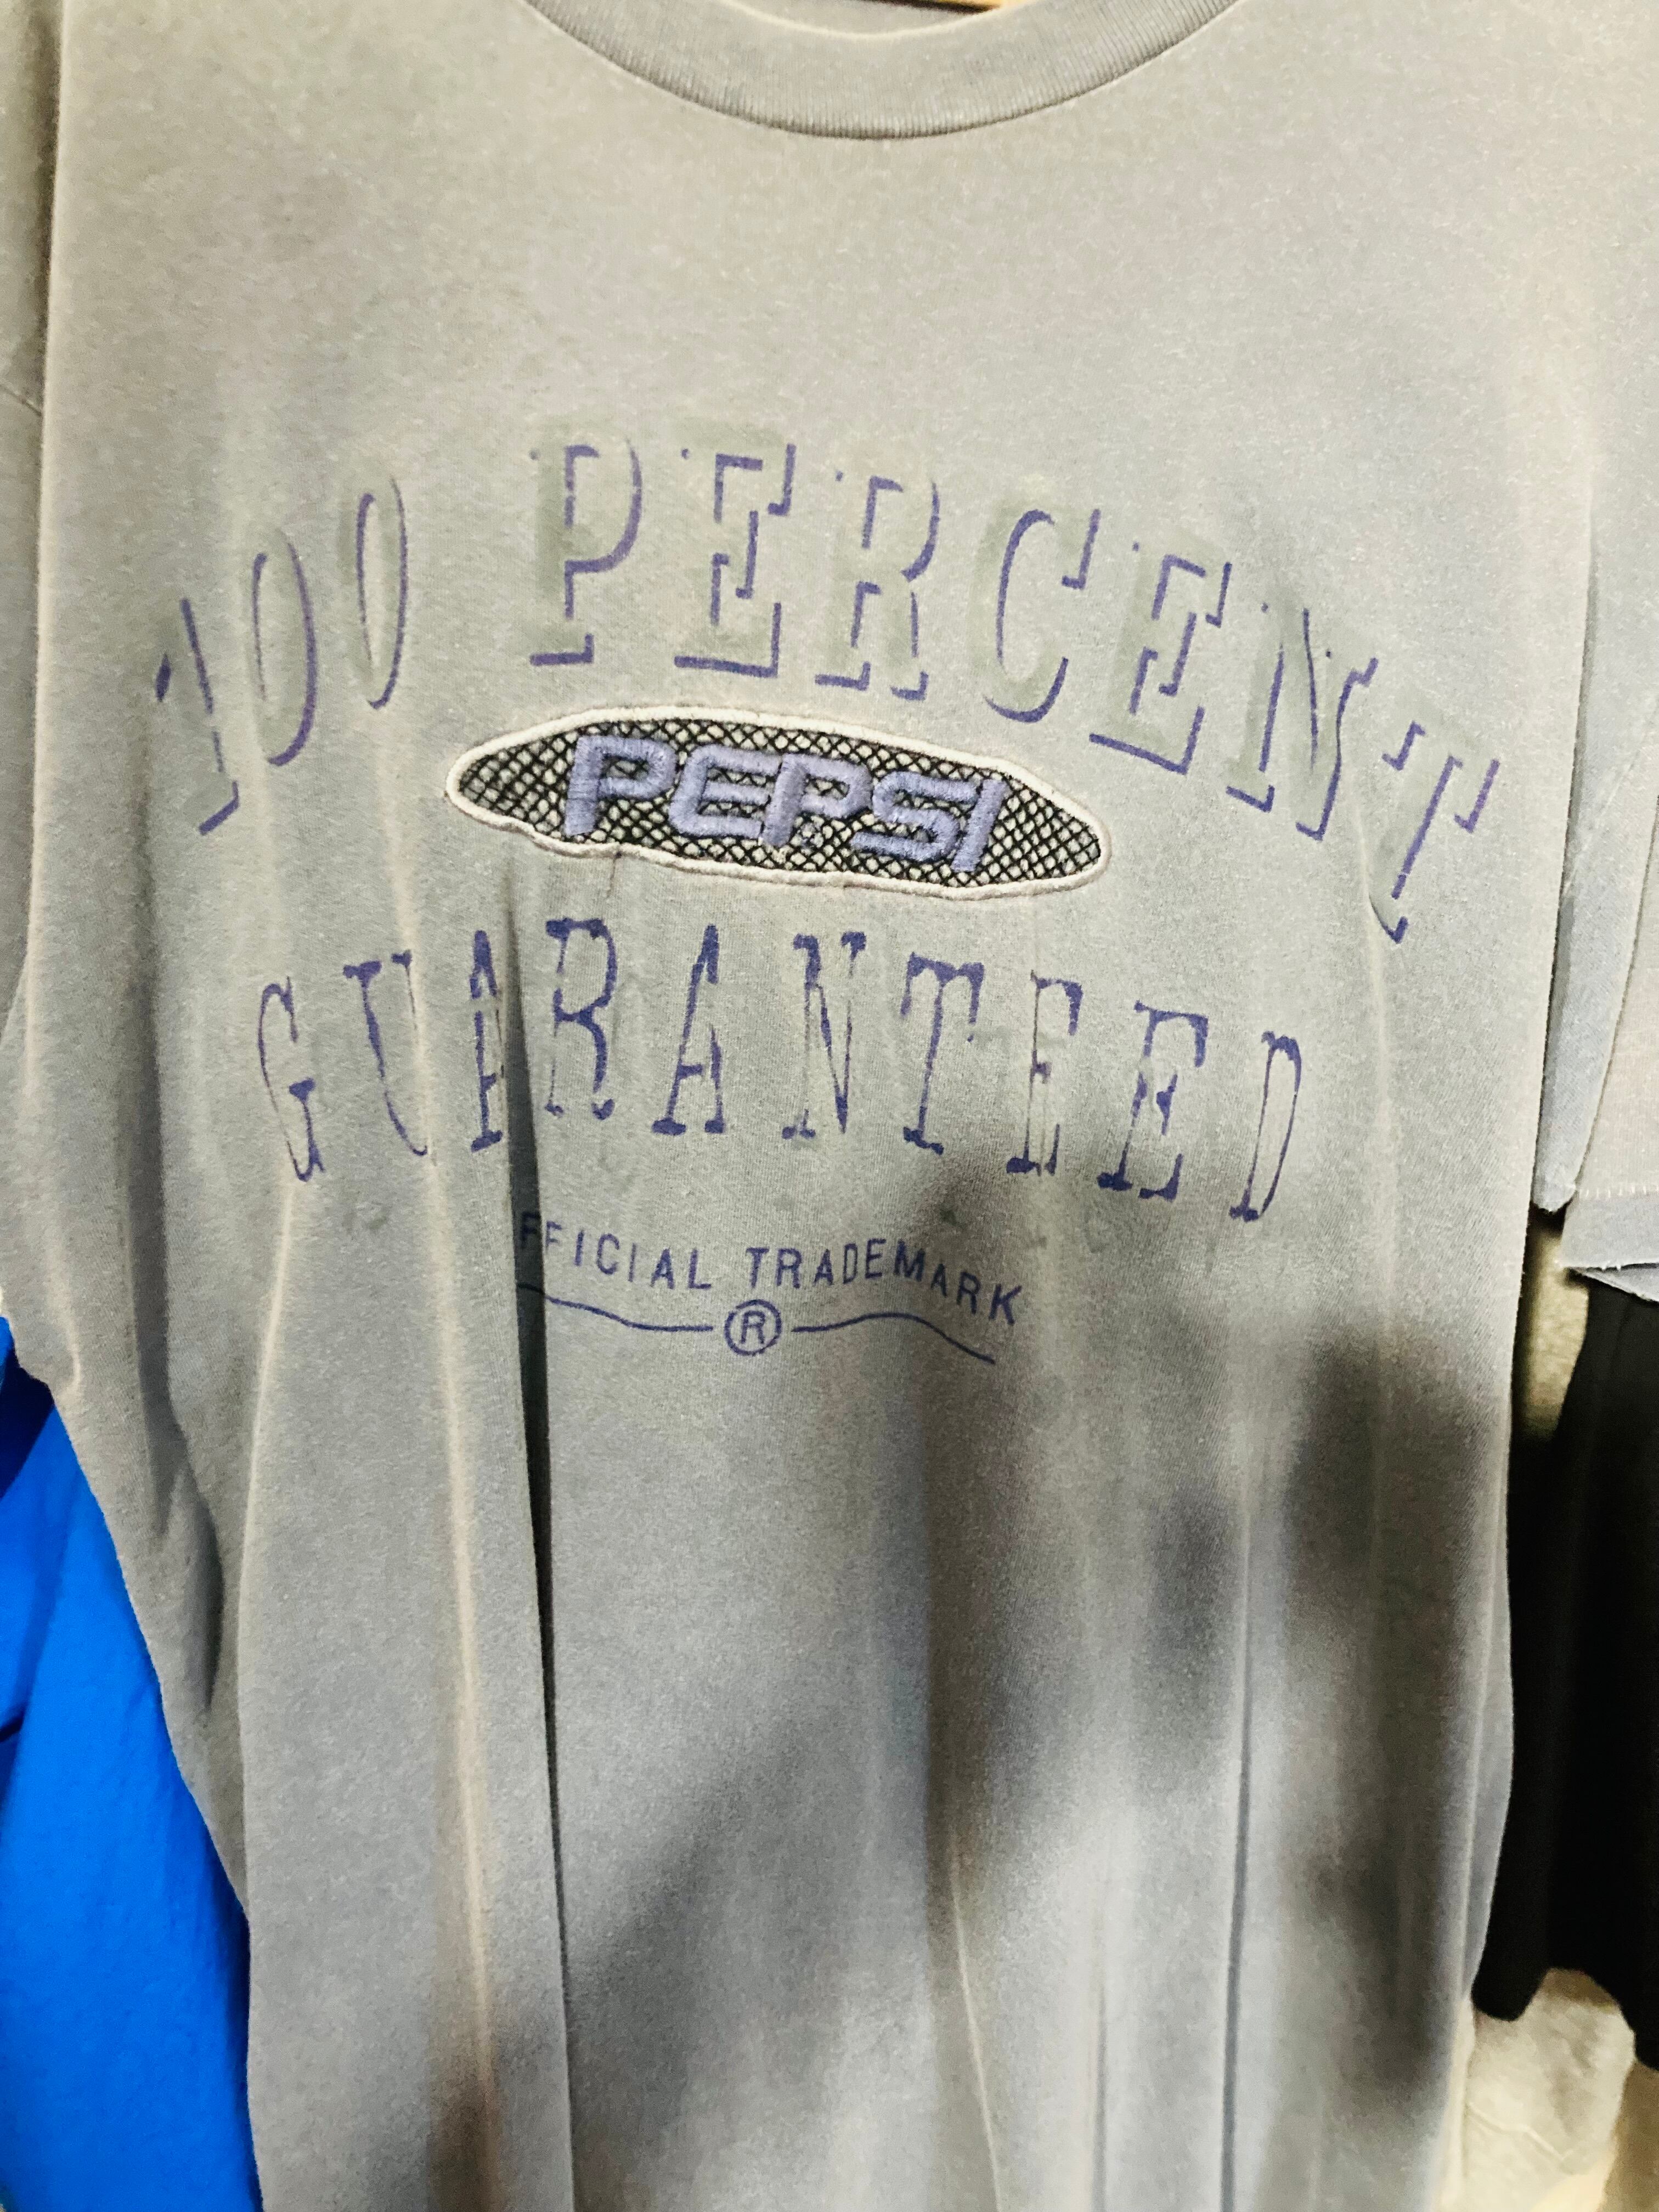 100 PERCENT
PEPSI
GUARANTEED
FFICIAL TRADEMARK
®